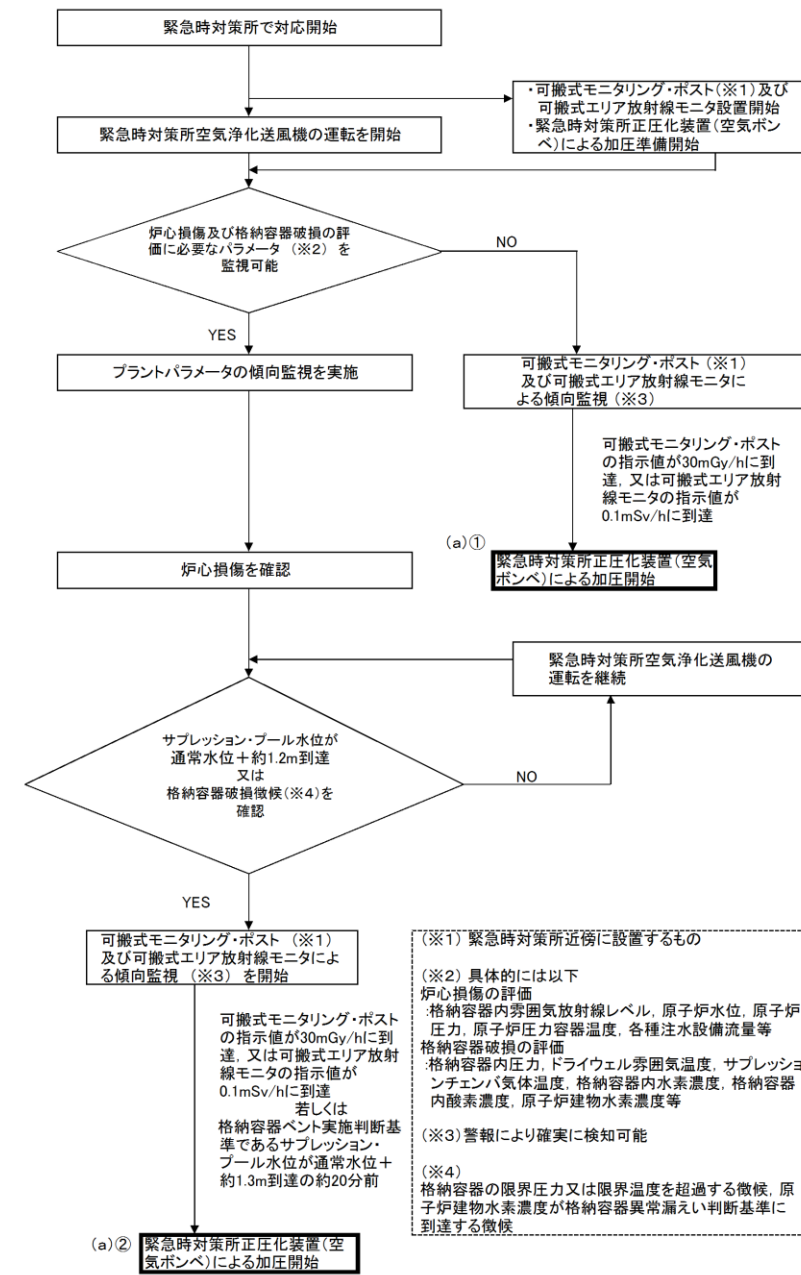 緊急時対策所で対応開始
・可搬式モニタリング・ポスト(※1)及び
可搬式エリア放射線モニタ設置開始
・緊急時対策所正圧化装置(空気ボン
ベ)による加圧準備開始
緊急時対策所空気浄化送風機の運転を開始
炉心損傷及び格納容器破損の評
価に必要なパラメータ (※2) を
監視可能
NO
YES
プラントパラメータの傾向監視を実施
可搬式モニタリング・ポスト (※1)
及び可搬式エリア放射線モニタに
よる傾向監視 (※3)
可搬式モニタリング・ポスト
の指示値が30mGy/hに到
達, 又は可搬式エリア放射
線モニタの指示値が
0.1mSv/hに到達
(a)①
緊急時対策所正圧化装置(空気
ボンベ)による加圧開始
炉心損傷を確認
緊急時対策所空気浄化送風機の
運転を継続
サプレッション・プール水位が
通常水位+約1.2m到達
又は
格納容器破損徴候(※4)を
確認
NO
YES
可搬式モニタリング・ポスト (※1)
及び可搬式エリア放射線モニタによ
る傾向監視 (※3) を開始
可搬式モニタリング・ポスト
の指示値が30mGy/hに到
達, 又は可搬式エリア放射
線モニタの指示値が
0.1mSv/hに到達
若しくは
格納容器ベント実施判断基
準であるサプレッション・
プール水位が通常水位+
約1.3m到達の約20分前
(a)②
緊急時対策所正圧化装置(空
気ボンベ)による加圧開始
(※1) 緊急時対策所近傍に設置するもの
(※2) 具体的には以下
炉心損傷の評価
:格納容器内雰囲気放射線レベル, 原子炉水位, 原子炉
圧力, 原子炉圧力容器温度, 各種注水設備流量等
格納容器破損の評価
:格納容器内圧力, ドライウェル雰囲気温度, サプレッショ
ンチェンバ気体温度, 格納容器内水素濃度, 格納容器
内酸素濃度, 原子炉建物水素濃度等
(※3) 警報により確実に検知可能
(※4)
格納容器の限界圧力又は限界温度を超過する徴候, 原
子炉建物水素濃度が格納容器異常漏えい判断基準に
到達する徴候